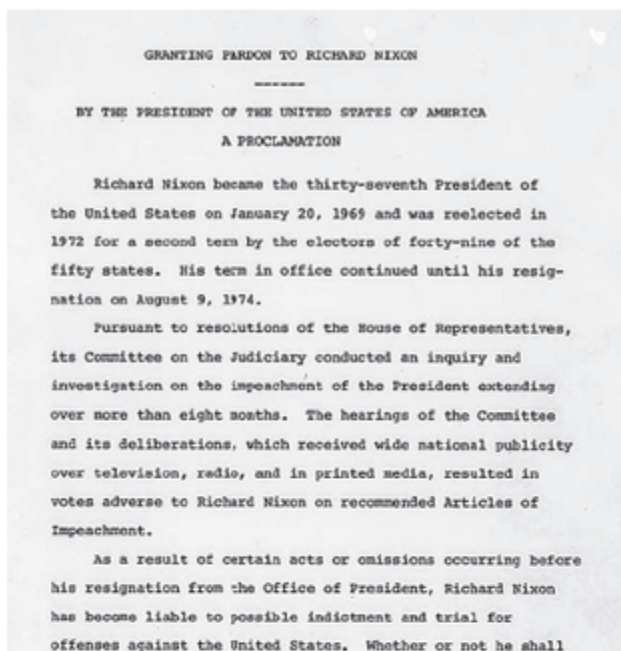 GRANTING PARDON TO RICHARD NIXON
------
BY THE PRESIDENT OF THE UNITED STATES OF AMERICA
A PROCLAMATION
Richard Nixon became the thirty-seventh President of
the United States on January 20, 1969 and was reelected in
1972 for a second term by the electors of forty-nine of the
fifty states. His term in office continued until his resig-
nation on August 9, 1974.
Pursuant to resolutions of the House of Representatives,
its Committee on the Judiciary conducted an inquiry and
investigation on the impeachment of the President extending
over more than eight months. The hearings of the Committee
and its deliberations, which received wide national publicity
over television, radio, and in printed media, resulted in
votes adverse to Richard Nixon on recommended Articles of
Impeachment.
As a result of certain acts or omissions occurring before
his resignation from the Office of President, Richard Nixon
has become liable to possible indictment and trial for
offenses against the United States. Whether or not he shall